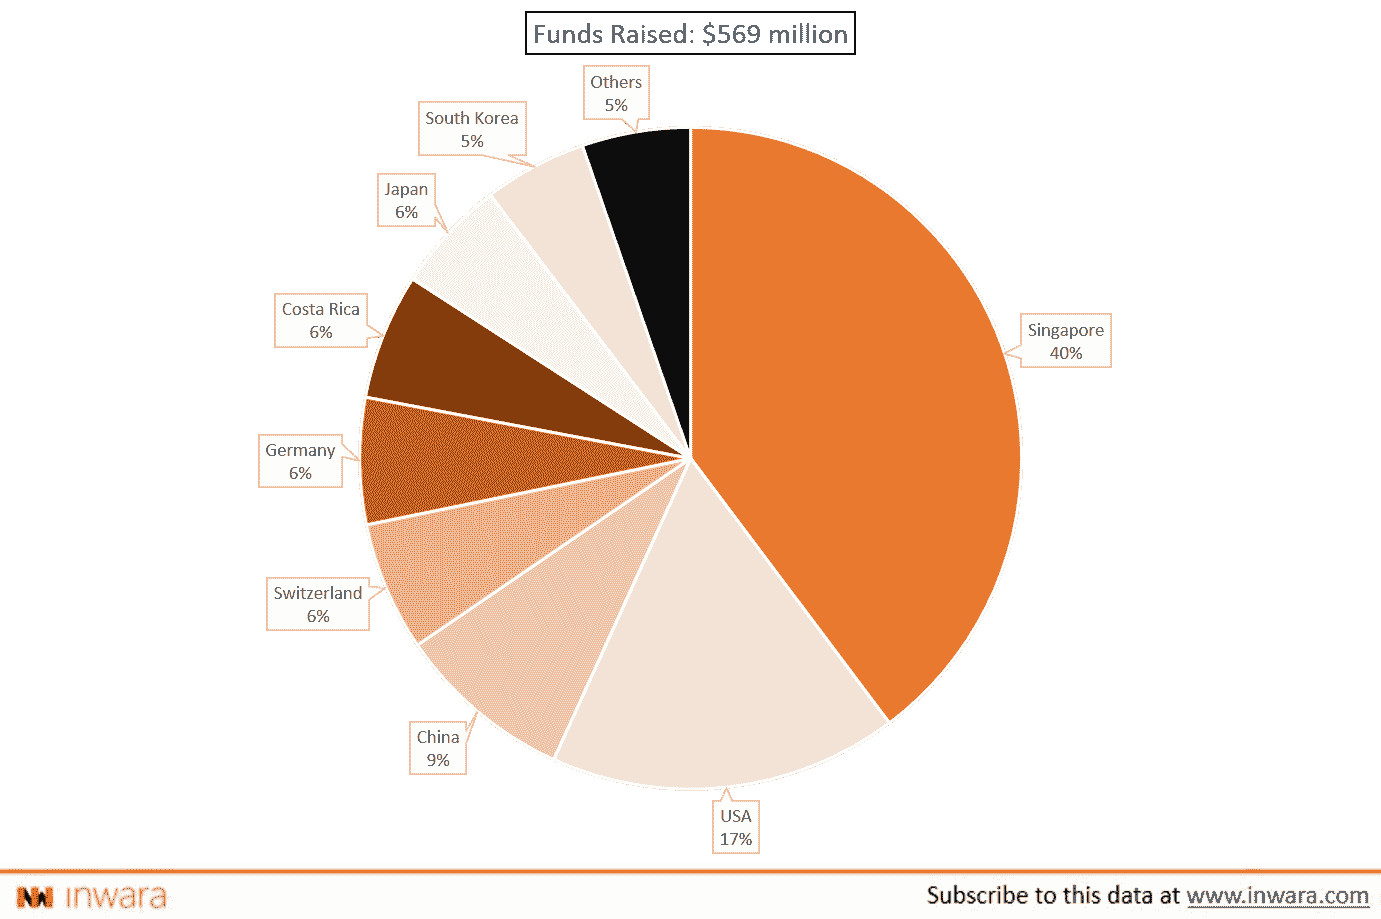 Funds Raised: $569 million
Others
5%
South Korea
5%
Japan
6%
Costa Rica
6%
Singapore
40%
Germany
6%
Switzerland
6%
China
9%
USA
17%
inwara
Subscribe to this data at www.inwara.com